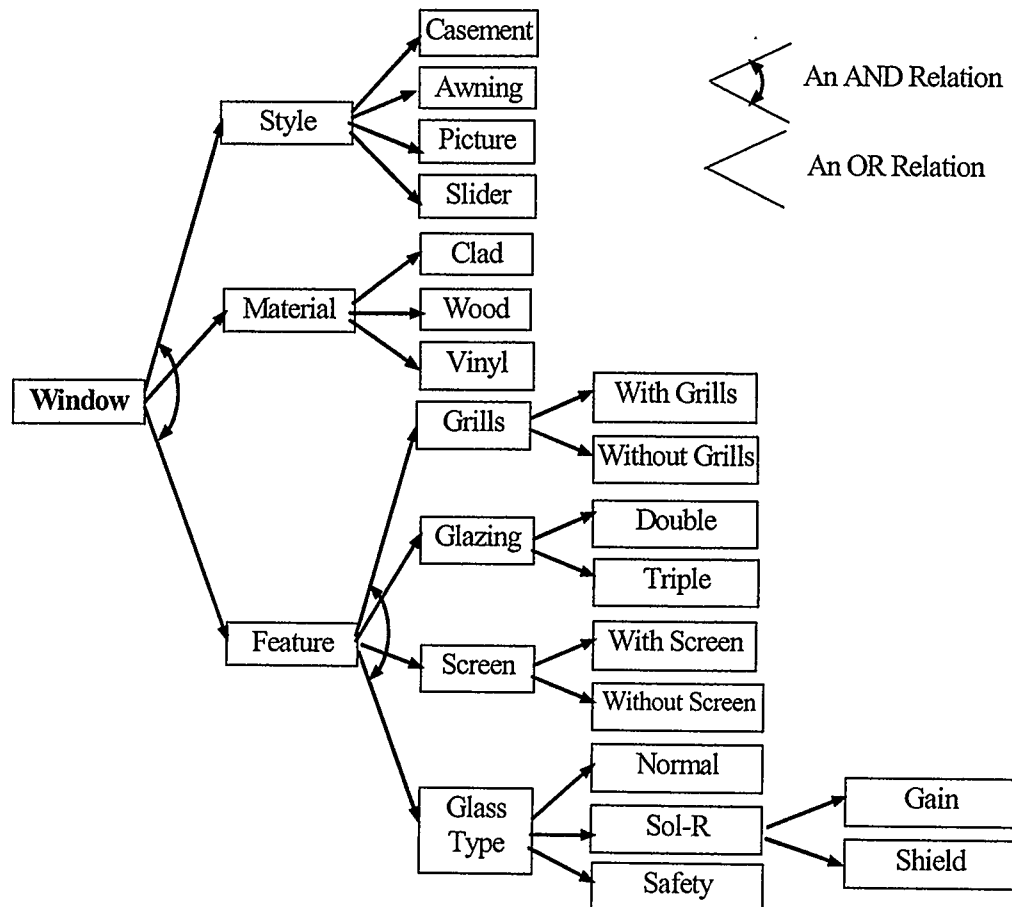 Casement
Awning
Style
Picture
Slider
An AND Relation
An OR Relation
Clad
Material
Wood
Vinyl
Window
Grills
With Grills
Without Grills
Glazing
Double
Triple
Feature
Screen
With Screen
Without Screen
Glass
Type
Normal
Sol-R
Safety
Gain
Shield